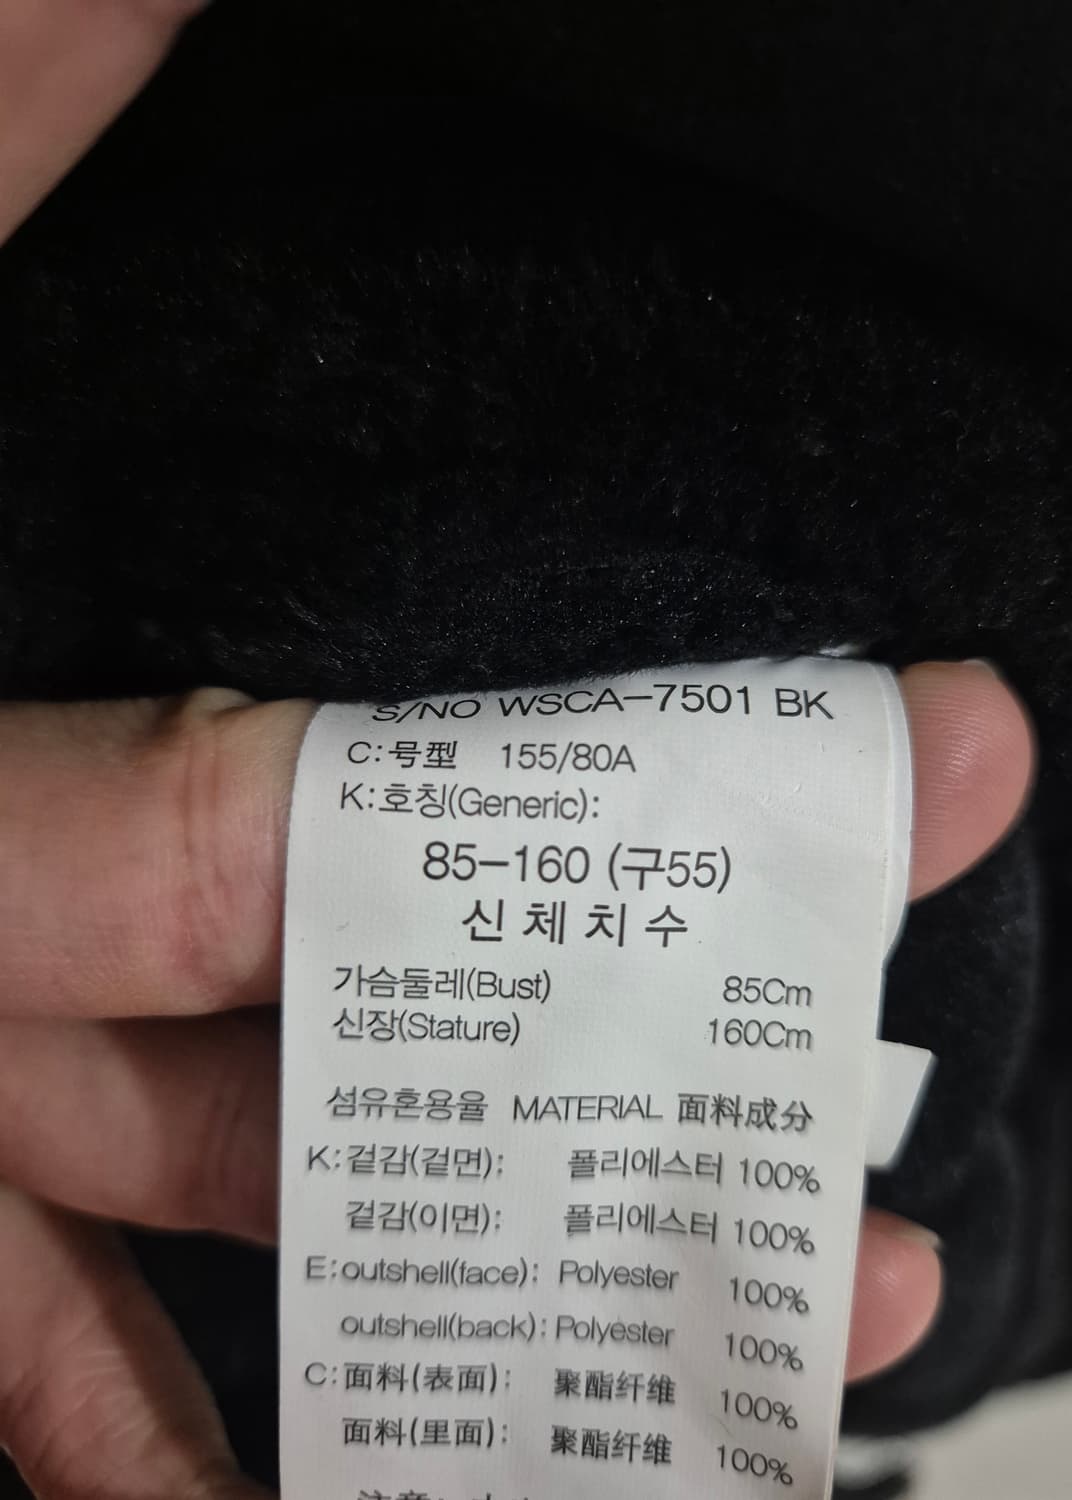 S/NO WSCA-7501 BK
C:号型 155/80A
K:호칭(Generic):
85-160 (구55)
신 체 치 수
가슴둘레(Bust) 85Cm
신장(Stature) 160Cm
섬유혼용율 MATERIAL 面料成分
K:겉감(겉면): 폴리에스터 100%
겉감(이면): 폴리에스터 100%
E:outshell(face): Polyester 100%
outshell(back): Polyester 100%
C:面料(表面): 聚酯纤维 100%
面料(里面): 聚酯纤维 100%